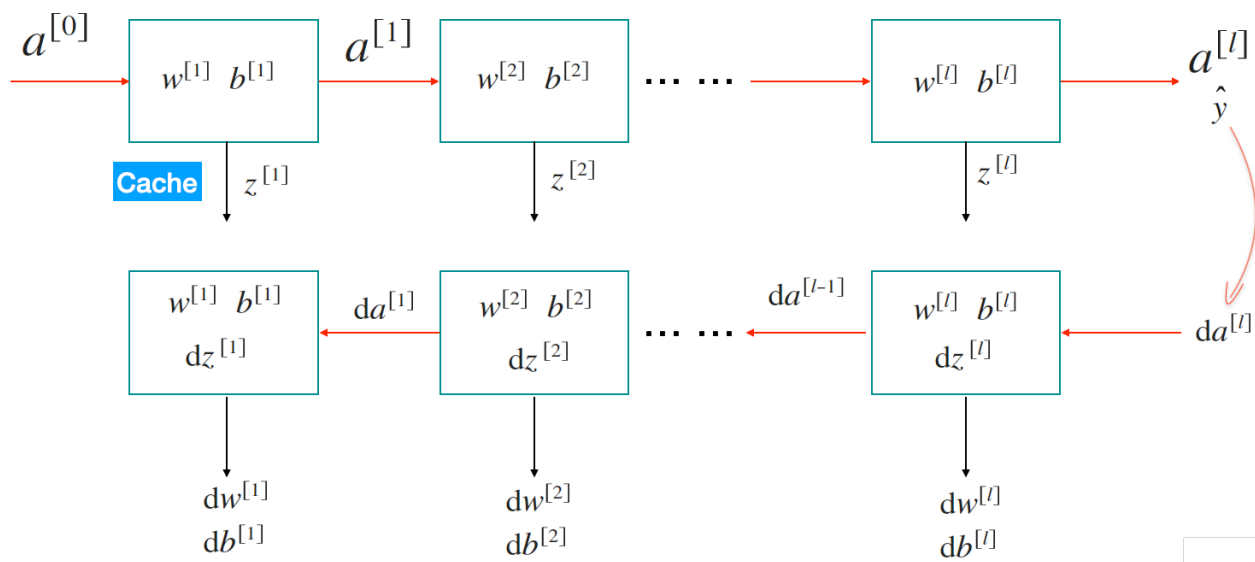 a^[0] a^[1] a^[l]
w^[1] b^[1] w^[2] b^[2] ... ... w^[l] b^[l]
ŷ
Cache z^[1] z^[2] z^[l]
w^[1] b^[1] da^[1] w^[2] b^[2] da^[l-1] w^[l] b^[l]
... ... da^[l]
dz^[1] dz^[2] dz^[l]
dw^[1] dw^[2] dw^[l]
db^[1] db^[2] db^[l]